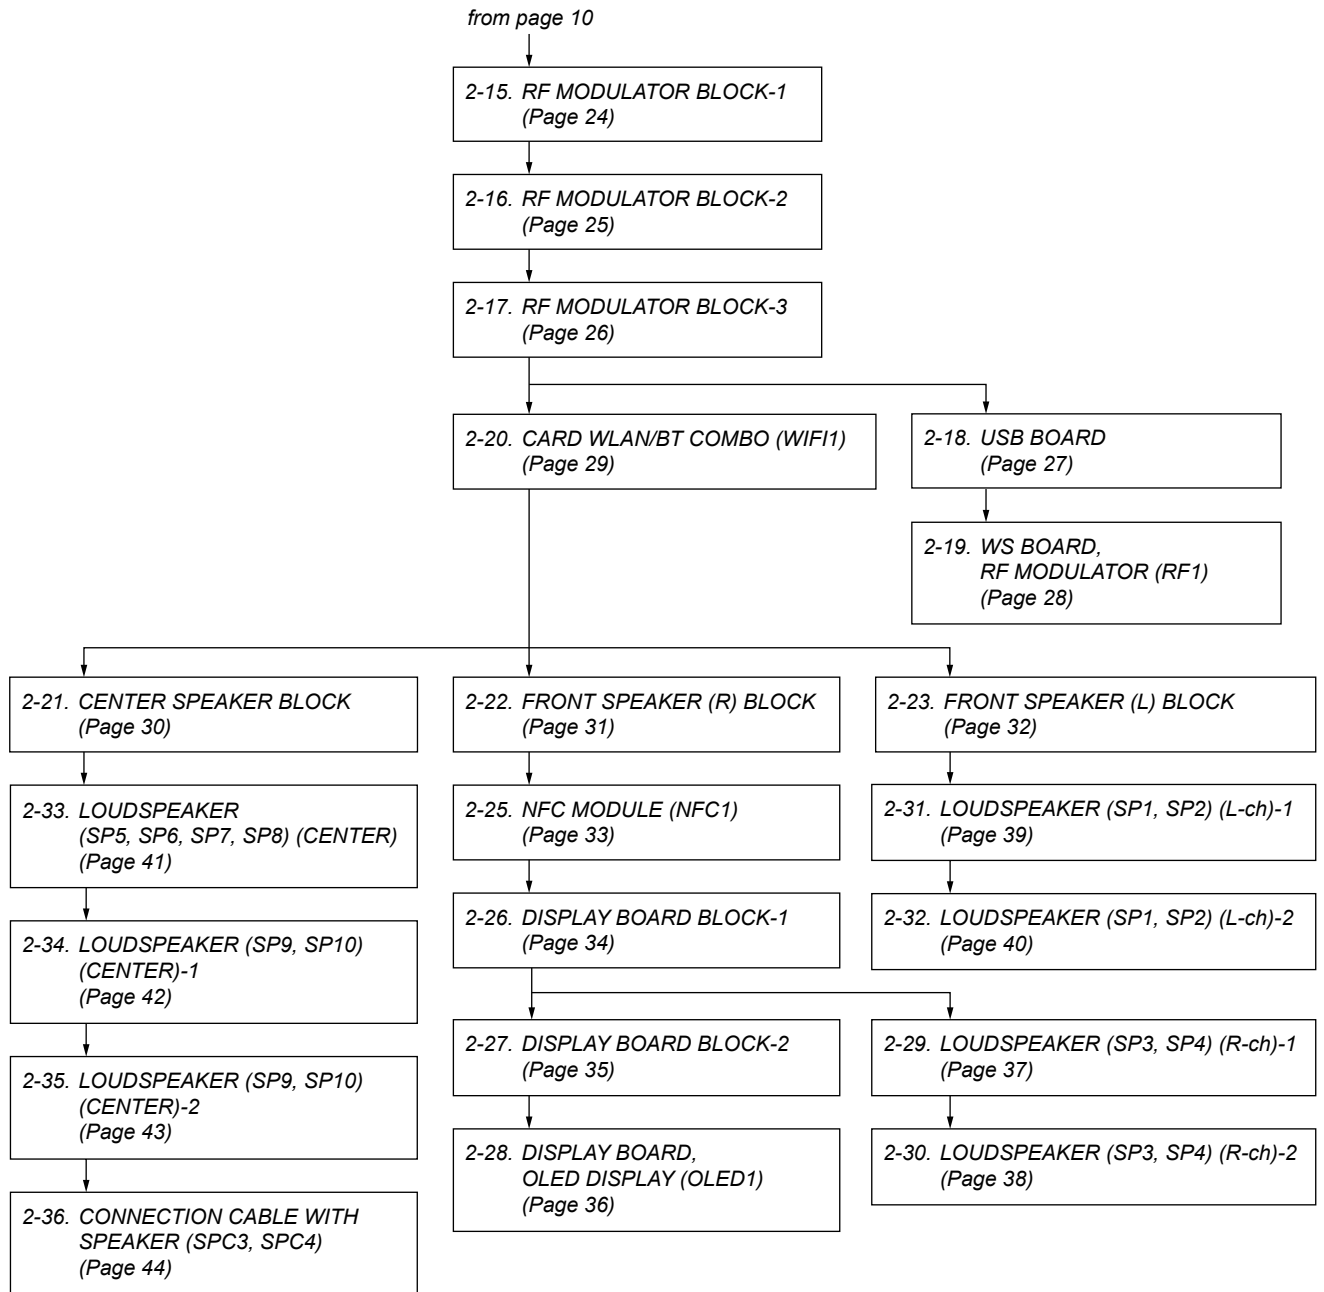 from page 10
2-15. RF MODULATOR BLOCK-1
(Page 24)
2-16. RF MODULATOR BLOCK-2
(Page 25)
2-17. RF MODULATOR BLOCK-3
(Page 26)
2-20. CARD WLAN/BT COMBO (WIFI1)
(Page 29)
2-18. USB BOARD
(Page 27)
2-19. WS BOARD,
RF MODULATOR (RF1)
(Page 28)
2-21. CENTER SPEAKER BLOCK
(Page 30)
2-33. LOUDSPEAKER
(SP5, SP6, SP7, SP8) (CENTER)
(Page 41)
2-34. LOUDSPEAKER (SP9, SP10)
(CENTER)-1
(Page 42)
2-35. LOUDSPEAKER (SP9, SP10)
(CENTER)-2
(Page 43)
2-36. CONNECTION CABLE WITH
SPEAKER (SPC3, SPC4)
(Page 44)
2-22. FRONT SPEAKER (R) BLOCK
(Page 31)
2-25. NFC MODULE (NFC1)
(Page 33)
2-26. DISPLAY BOARD BLOCK-1
(Page 34)
2-27. DISPLAY BOARD BLOCK-2
(Page 35)
2-28. DISPLAY BOARD,
OLED DISPLAY (OLED1)
(Page 36)
2-23. FRONT SPEAKER (L) BLOCK
(Page 32)
2-31. LOUDSPEAKER (SP1, SP2) (L-ch)-1
(Page 39)
2-32. LOUDSPEAKER (SP1, SP2) (L-ch)-2
(Page 40)
2-29. LOUDSPEAKER (SP3, SP4) (R-ch)-1
(Page 37)
2-30. LOUDSPEAKER (SP3, SP4) (R-ch)-2
(Page 38)